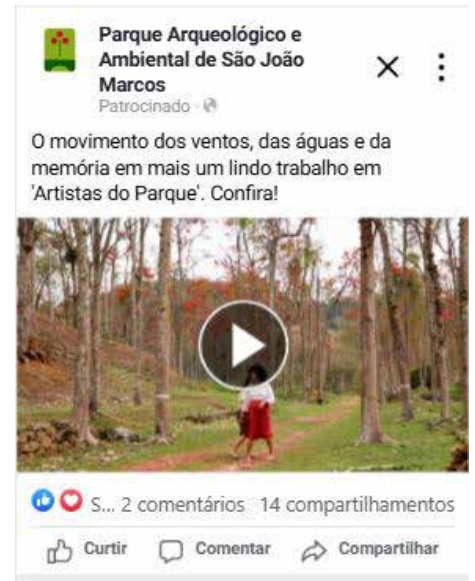 Parque Arqueológico e
Ambiental de São João
Marcos
Patrocinado ·
O movimento dos ventos, das águas e da
memória em mais um lindo trabalho em
'Artistas do Parque'. Confira!
S... 2 comentários 14 compartilhamentos
Curtir Comentar Compartilhar